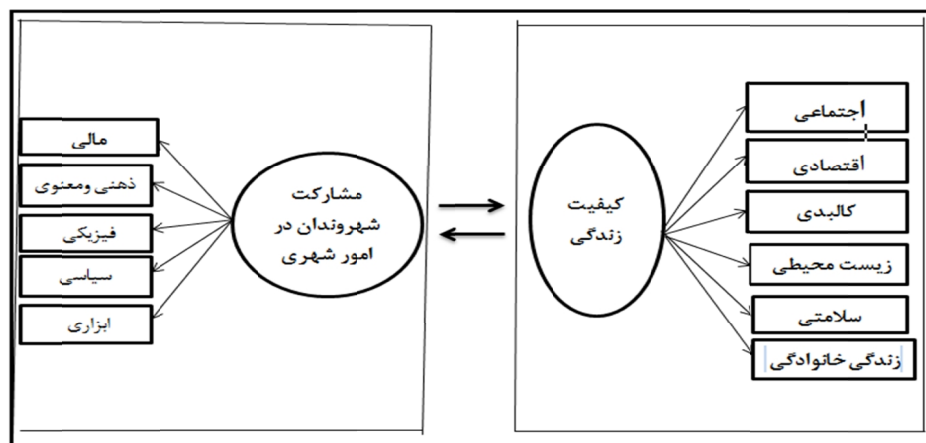 اجتماعی
اقتصادی
کالبدی
زیست محیطی
سلامتی
زندگی خانوادگی
کیفیت
زندگی
مشارکت
شهروندان در
امور شهری
مالی
ذهنی ومعنوی
فیزیکی
سیاسی
ابزاری